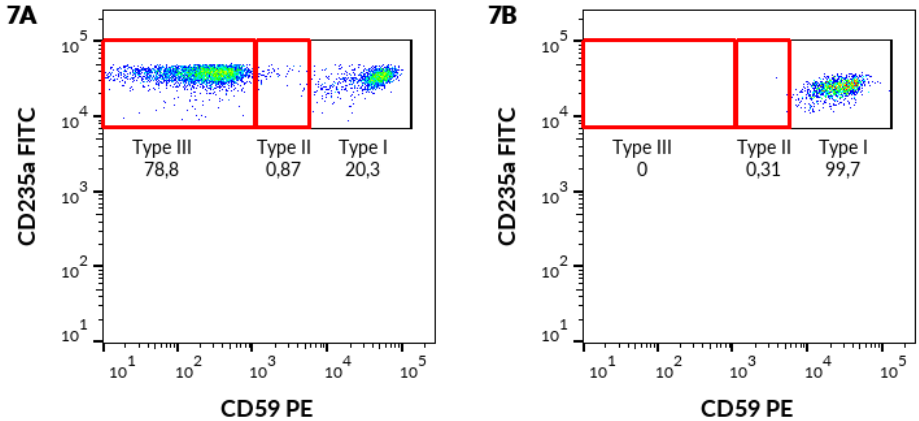 7A
10^5
10^4
10^3
10^2
10^1
CD235a FITC
Type III
78,8
Type II
0,87
Type I
20,3
10^1 10^2 10^3 10^4 10^5
CD59 PE
7B
10^5
10^4
10^3
10^2
10^1
CD235a FITC
Type III
0
Type II
0,31
Type I
99,7
10^1 10^2 10^3 10^4 10^5
CD59 PE